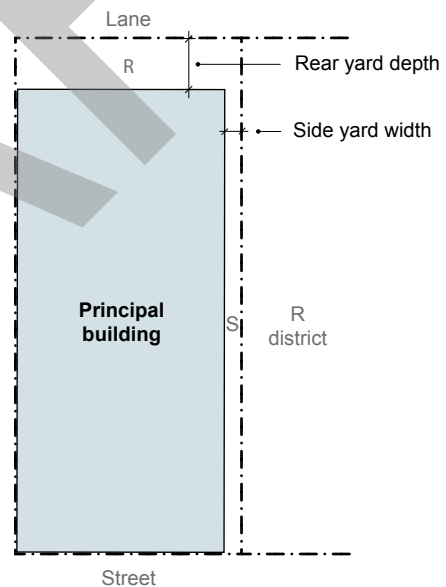 Lane
R
Rear yard depth
Side yard width
Principal
building
S
R
district
Street